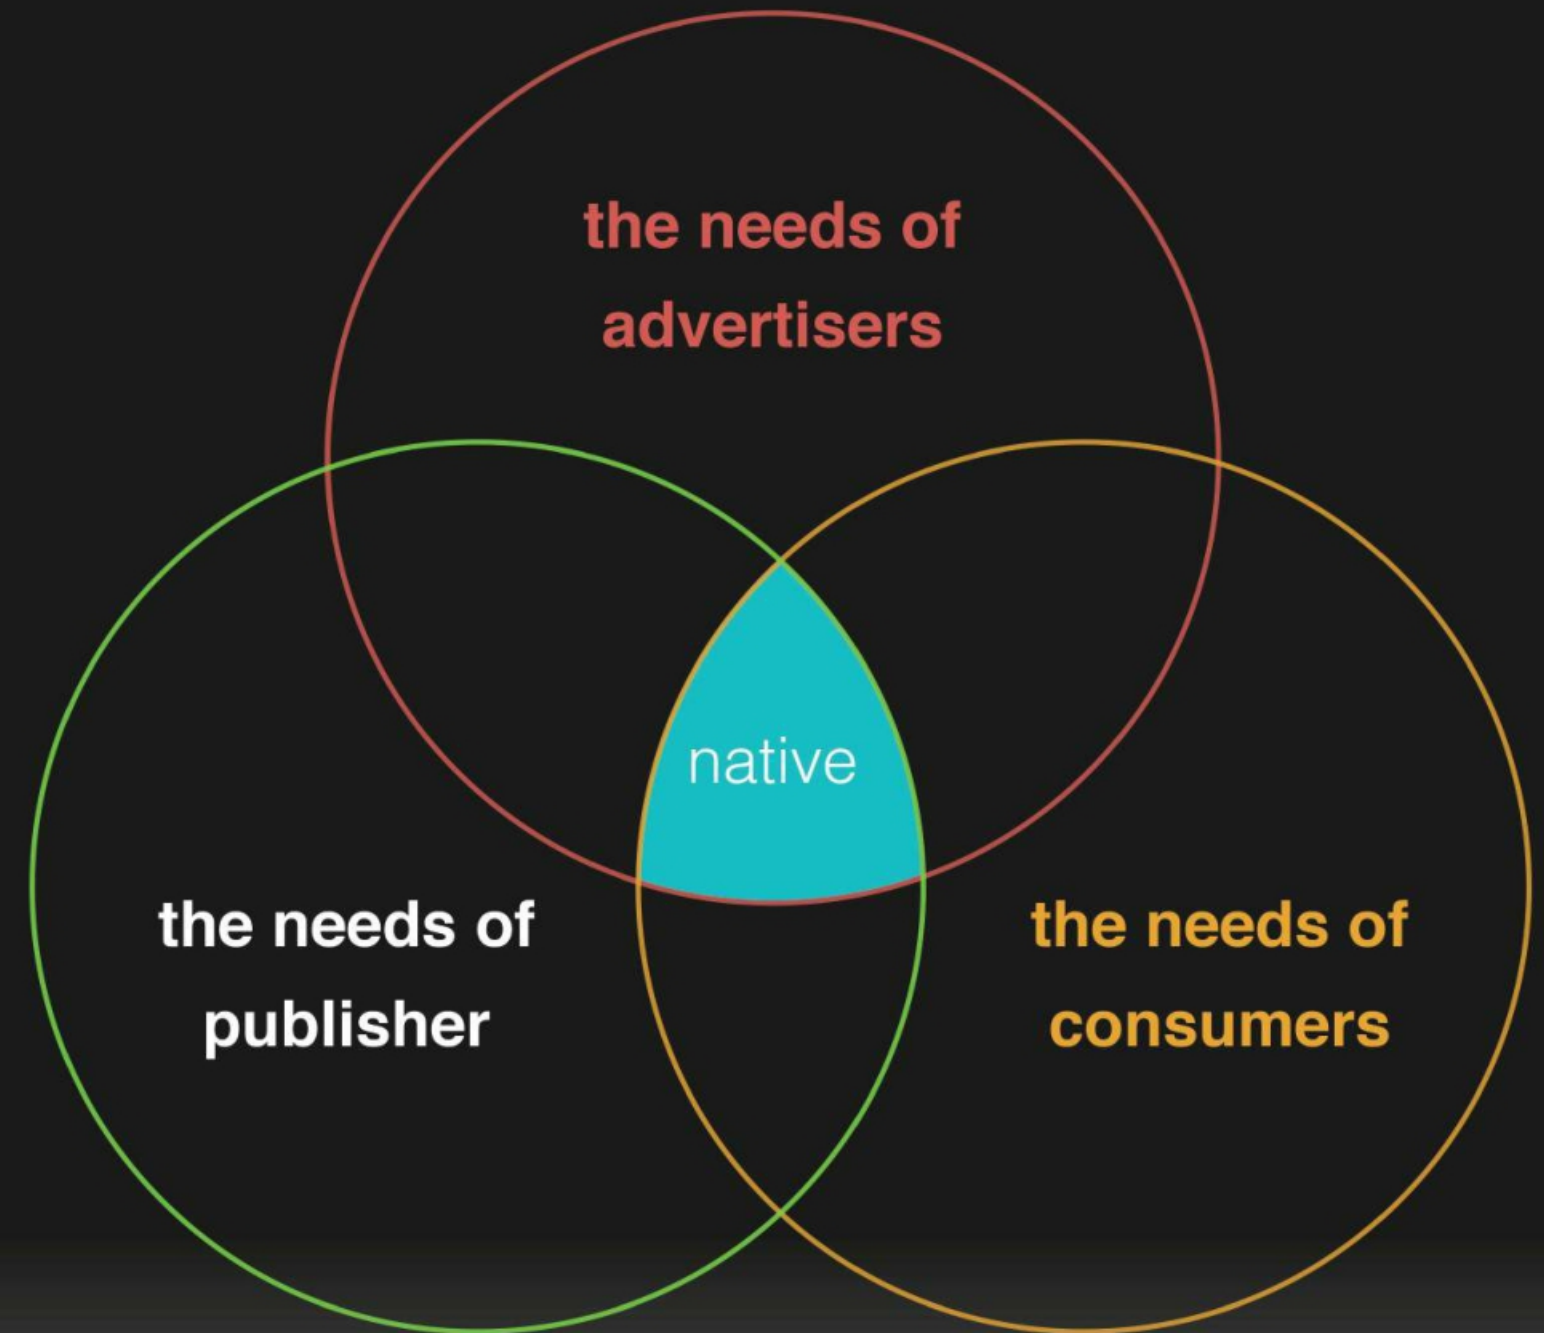 the needs of
advertisers
native
the needs of
publisher
the needs of
consumers